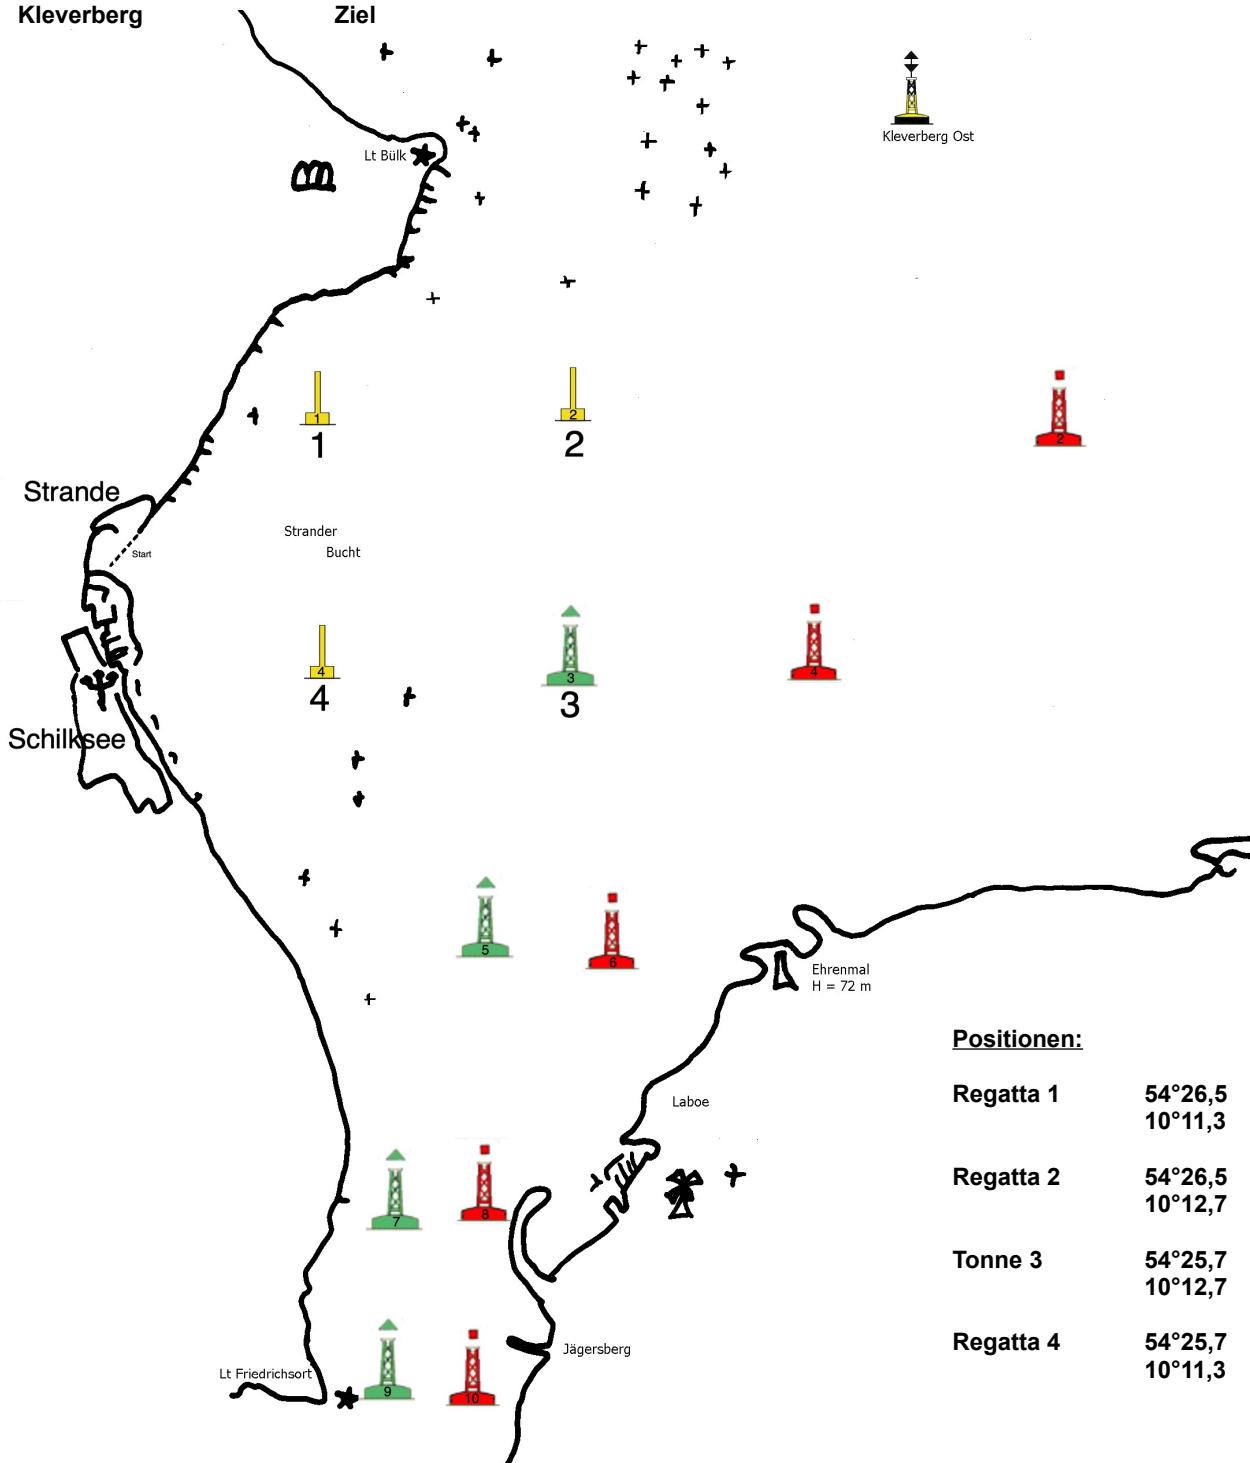 Kleverberg Ziel
Kleverberg Ost
Lt Bülk
1
2
2
1
2
Strande
Strander
Bucht
Start
4
3
4
4
3
Schilksee
5
6
Ehrenmal
H = 72 m
Positionen:
Regatta 1 54°26,5
10°11,3
Laboe
Regatta 2 54°26,5
10°12,7
7
8
Tonne 3 54°25,7
10°12,7
Regatta 4 54°25,7
10°11,3
Jägersberg
Lt Friedrichsort
9
10